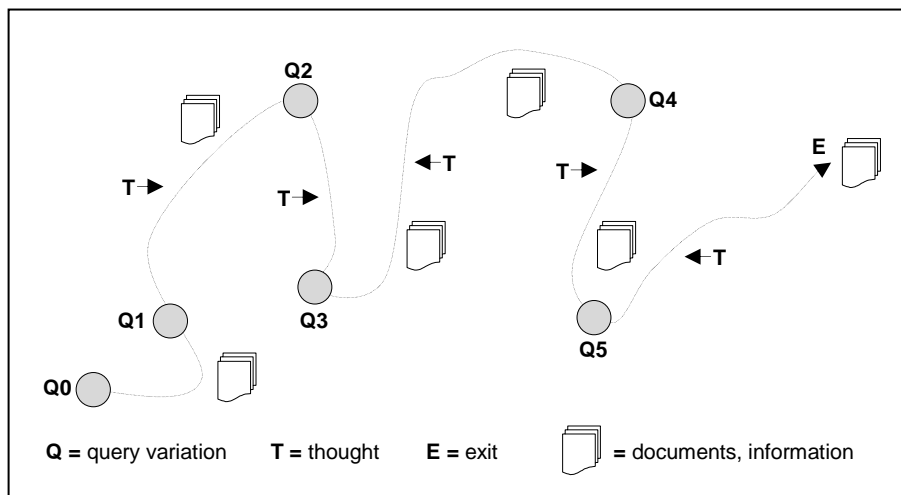 Q2
Q4
E
T
T
T
T
T
Q1
Q3
Q5
Q0
Q = query variation T = thought E = exit = documents, information